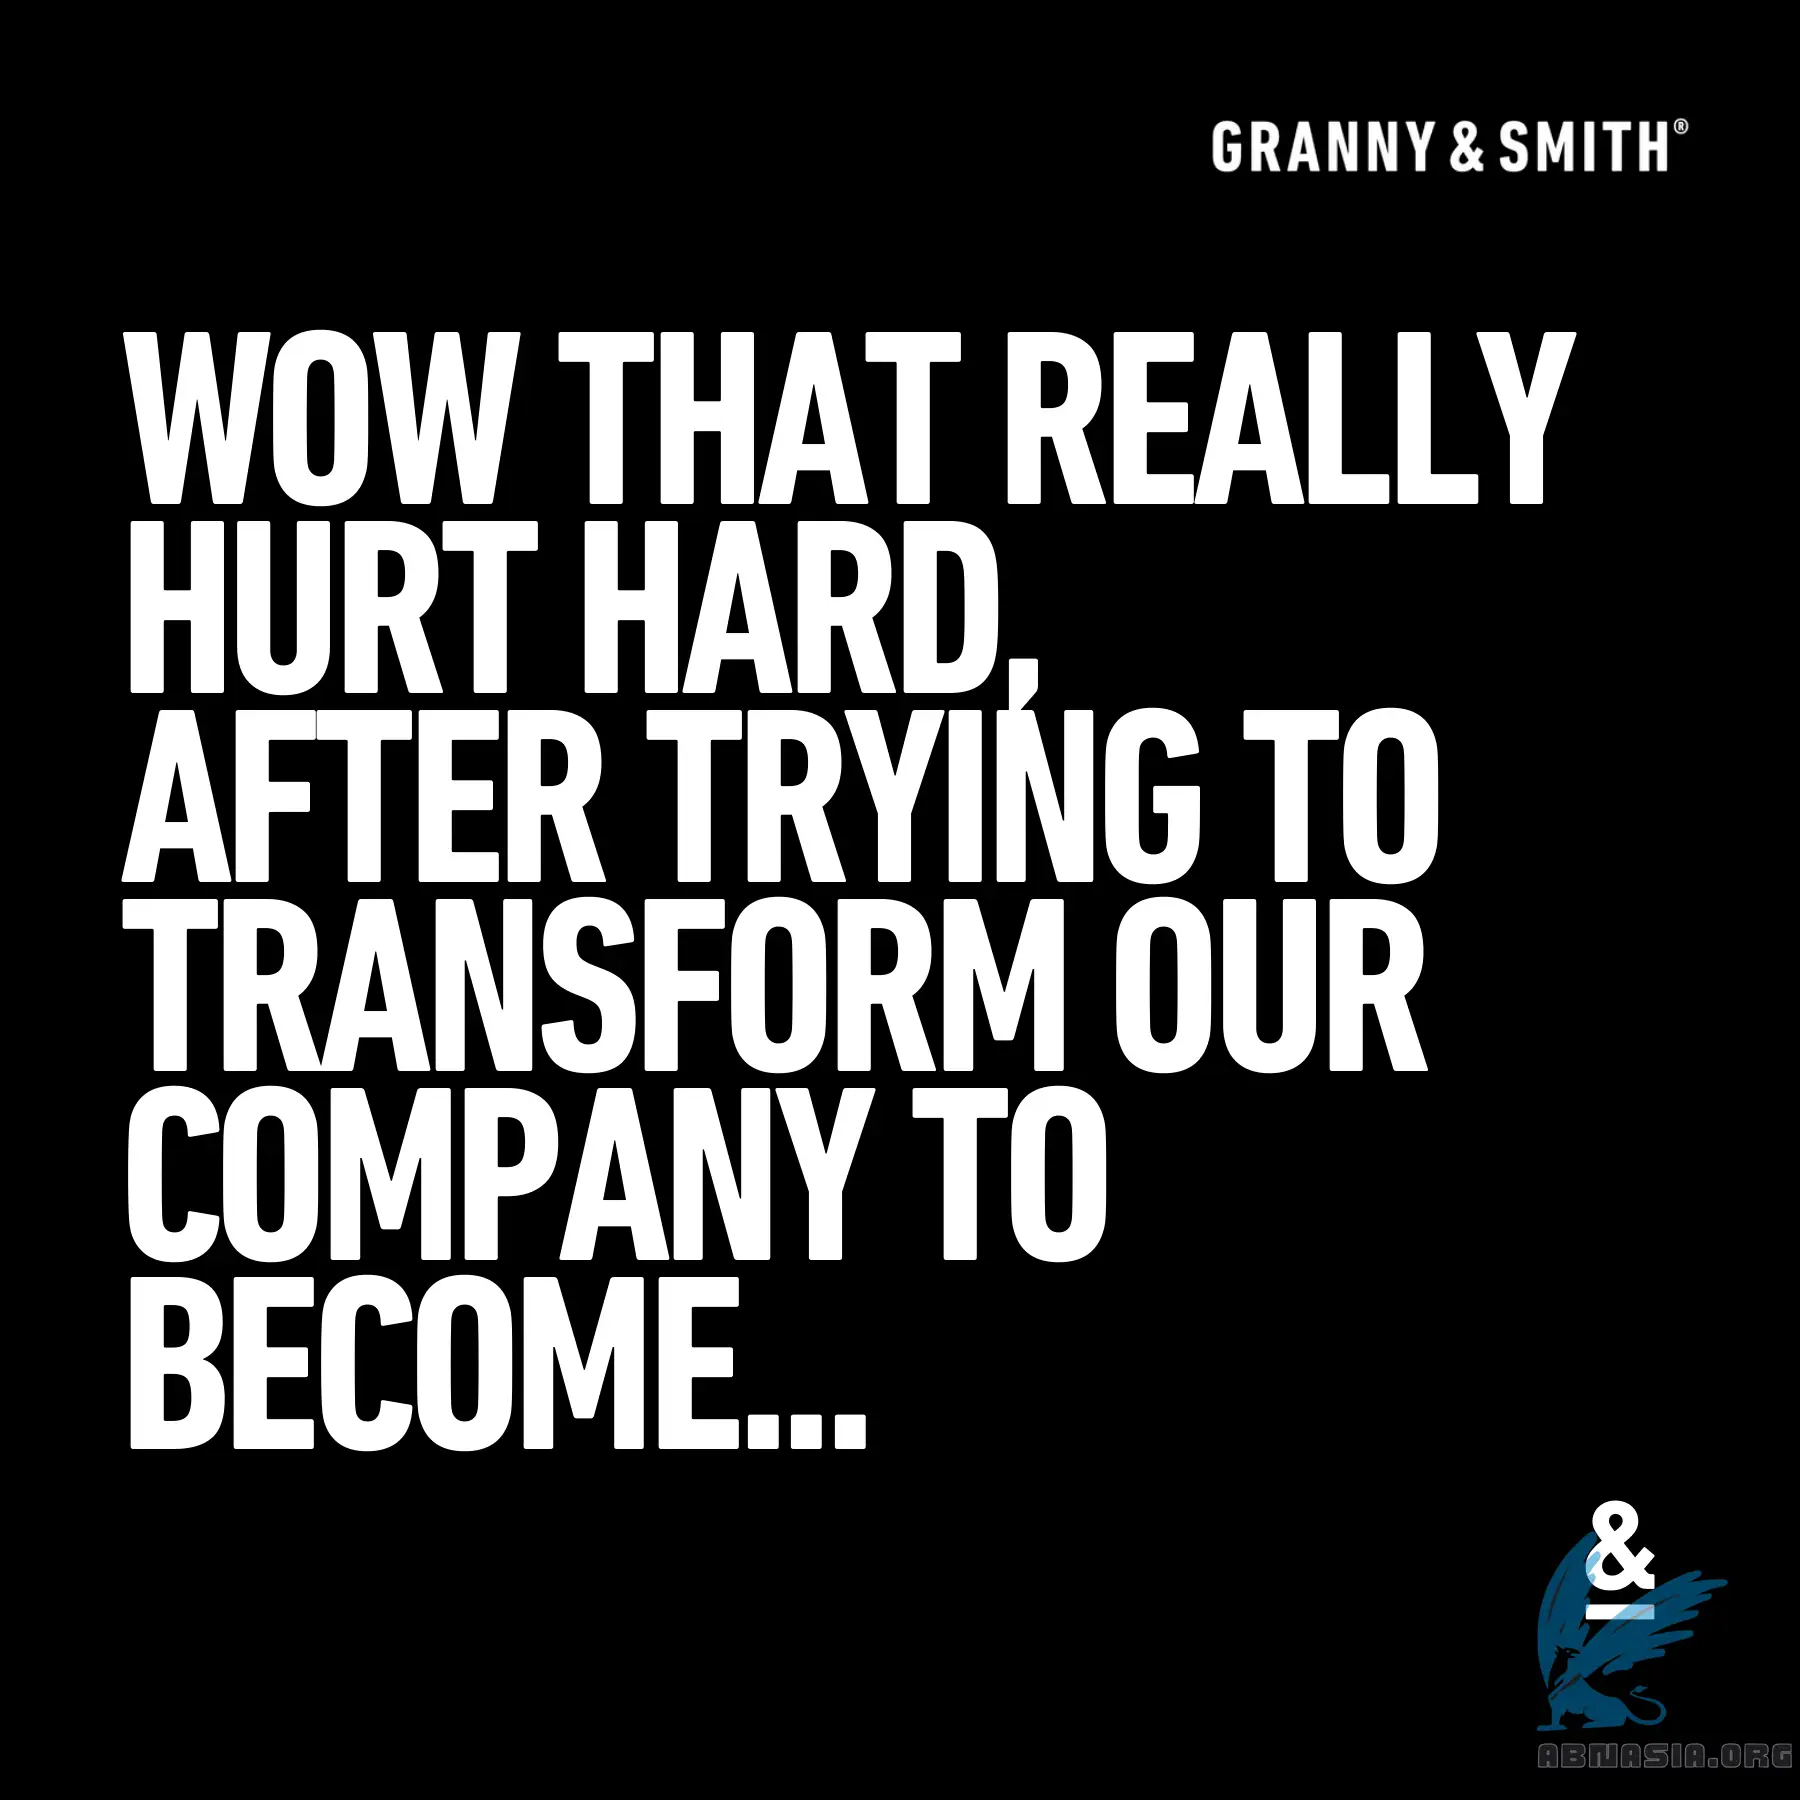 GRANNY & SMITH®
WOW THAT REALLY
HURT HARD,
AFTER TRYING TO
TRANSFORM OUR
COMPANY TO
BECOME...
&
ABNASIA.ORG